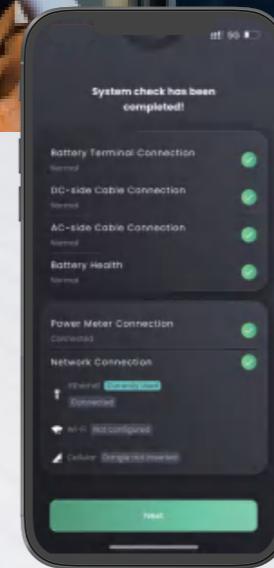 5G
System check has been
completed!
Battery Terminal Connection
Normal
DC-side Cable Connection
Normal
AC-side Cable Connection
Normal
Battery Health
Normal
Power Meter Connection
Connected
Network Connection
Ethernet Currently Used
Connected
Wi-Fi Not configured
Cellular Dongle not inserted
Next